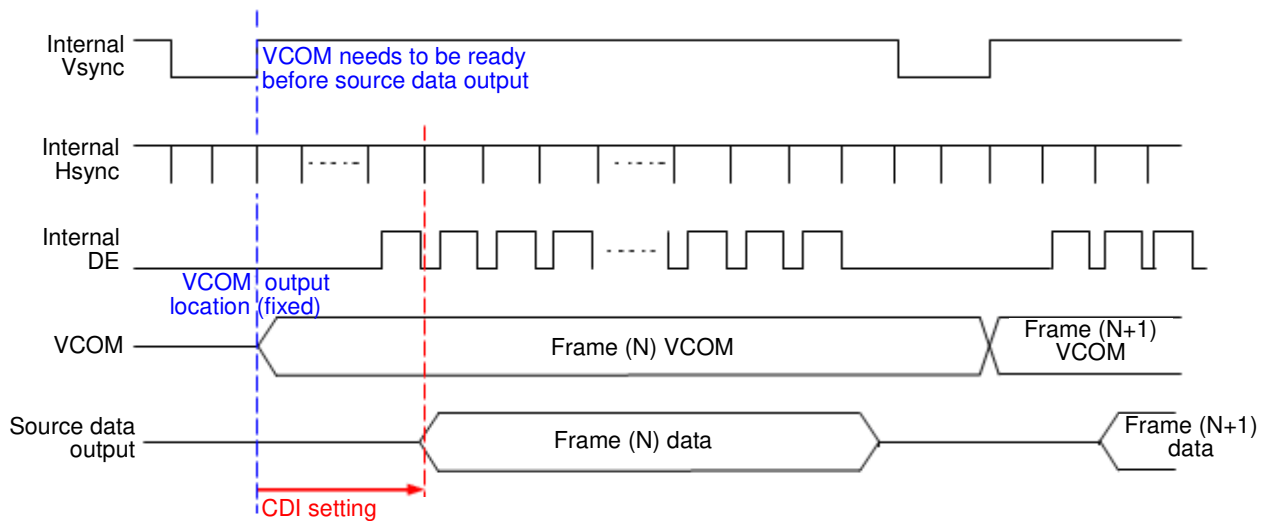 Internal
Vsync
VCOM needs to be ready
before source data output
Internal
Hsync
Internal
DE
VCOM output
location (fixed)
VCOM
Frame (N) VCOM
Frame (N+1)
VCOM
Source data
output
Frame (N) data
Frame (N+1)
data
CDI setting